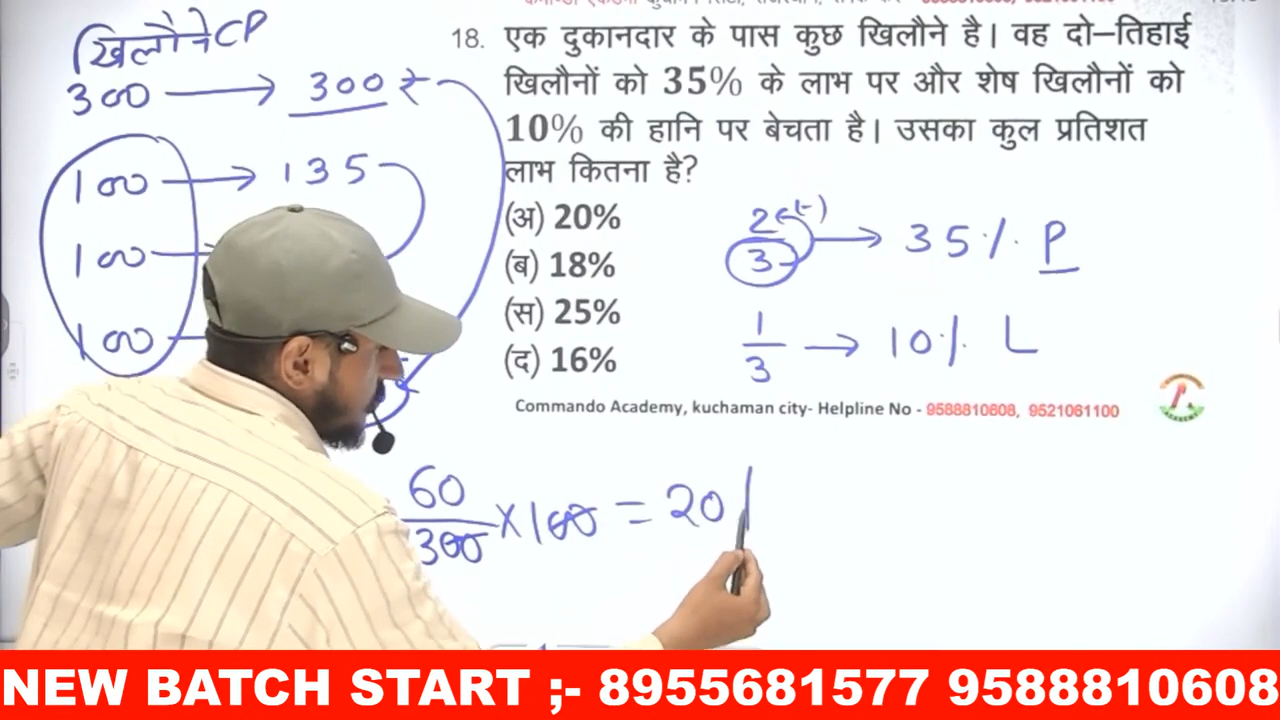 18. एक दुकानदार के पास कुछ खिलौने है। वह दो–तिहाई
खिलौनों को 35% के लाभ पर और शेष खिलौनों को
10% की हानि पर बेचता है। उसका कुल प्रतिशत
लाभ कितना है?
(अ) 20%
(ब) 18%
(स) 25%
(द) 16%
Commando Academy, kuchaman city- Helpline No - 9588810608, 9521061100
खिलौने CP
300 → 300 ₹
100 → 135
100 →
100
2/3 → 35% P
(-)
1/3 → 10% L
60/300 × 100 = 20
NEW BATCH START ;- 8955681577 9588810608